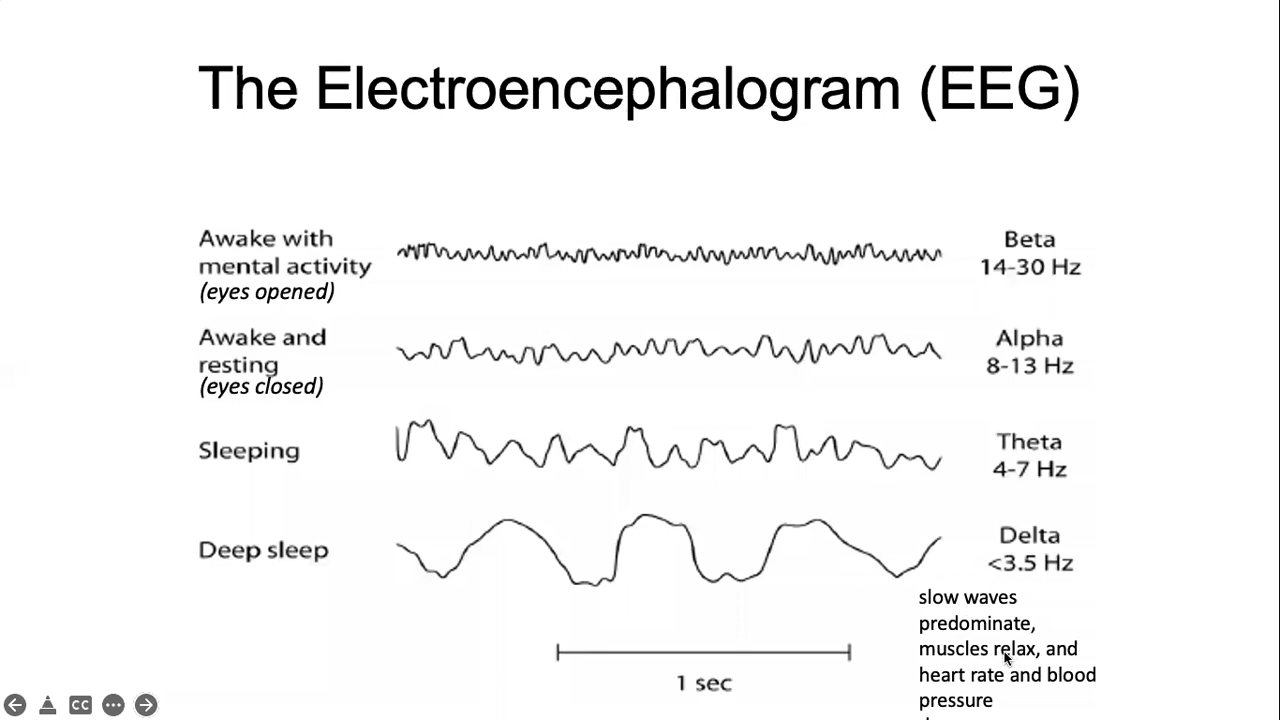 The Electroencephalogram (EEG)
Awake with
mental activity
(eyes opened)
Beta
14-30 Hz
Awake and
resting
(eyes closed)
Alpha
8-13 Hz
Sleeping
Theta
4-7 Hz
Deep sleep
Delta
<3.5 Hz
slow waves
predominate,
muscles relax, and
heart rate and blood
pressure
1 sec
CC